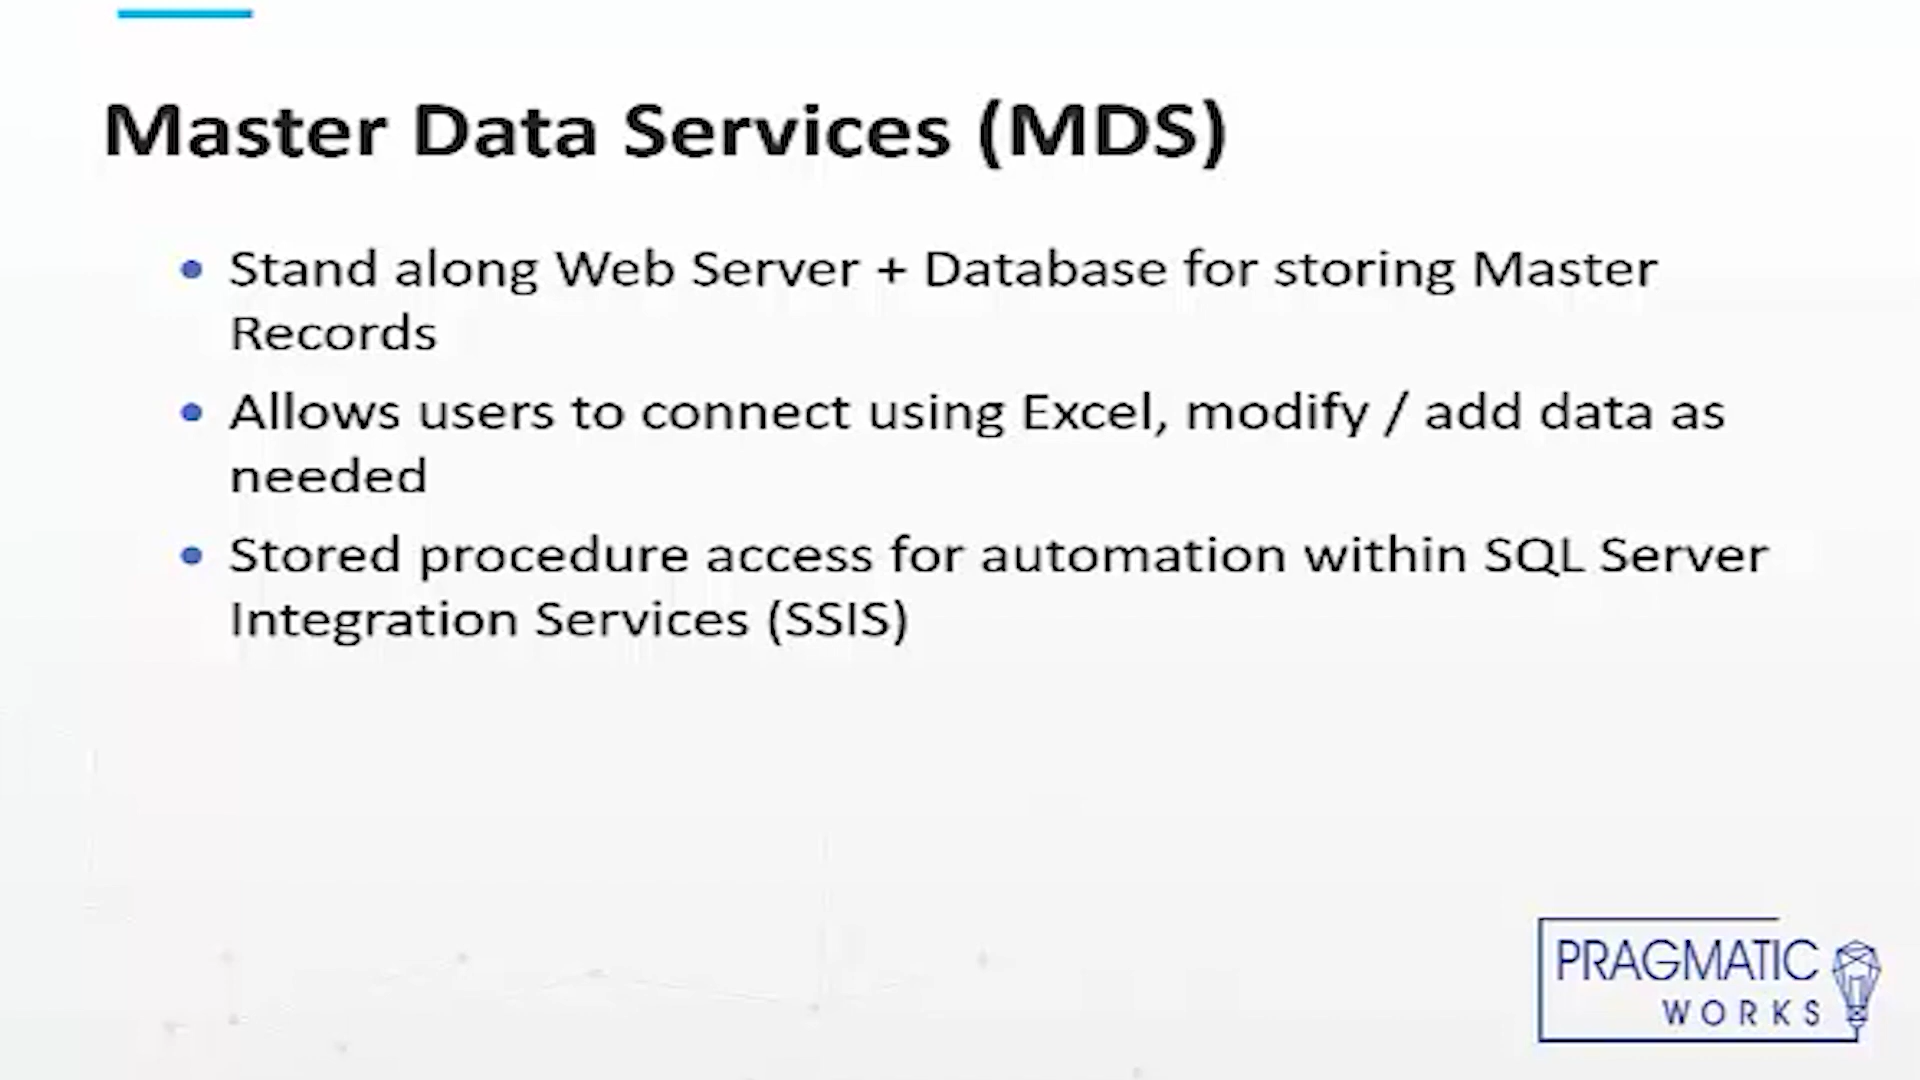 Master Data Services (MDS)
• Stand along Web Server + Database for storing Master
Records
• Allows users to connect using Excel, modify / add data as
needed
• Stored procedure access for automation within SQL Server
Integration Services (SSIS)
PRAGMATIC
WORKS